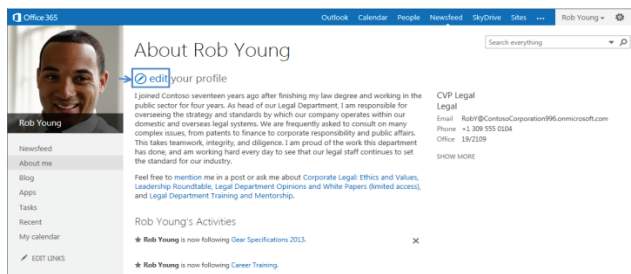 Office 365
Outlook Calendar People Newsfeed SkyDrive Sites ... Rob Young
Search everything
About Rob Young
edit your profile
I joined Contoso seventeen years ago after finishing my law degree and working in the
public sector for four years. As head of our Legal Department, I am responsible for
overseeing the strategy and standards by which our company operates within our
domestic and overseas legal systems. We are frequently asked to consult on many
complex issues, from patents to finance to corporate responsibility and public affairs.
This takes teamwork, integrity, and diligence. I am proud of the work this department
has done, and am working hard every day to see that our legal staff continues to set
the standard for our industry.
Feel free to mention me in a post or ask me about Corporate Legal: Ethics and Values,
Leadership Roundtable, Legal Department Opinions and White Papers (limited access),
and Legal Department Training and Mentorship.
Rob Young's Activities
Rob Young is now following Gear Specifications 2013.
Rob Young is now following Career Training.
CVP Legal
Legal
Email RobY@ContosoCorporation996.onmicrosoft.com
Phone +1 309 555 0104
Office 19/2109
SHOW MORE
Rob Young
Newsfeed
About me
Blog
Apps
Tasks
Recent
My calendar
EDIT LINKS